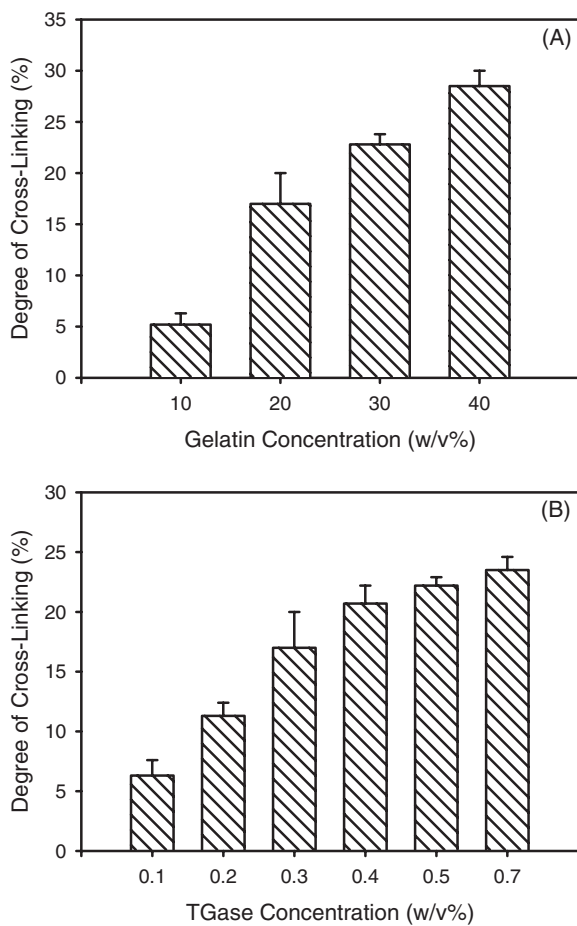 (A)
Degree of Cross-Linking (%)
35
30
25
20
15
10
5
0
10 20 30 40
Gelatin Concentration (w/v%)
(B)
Degree of Cross-Linking (%)
30
25
20
15
10
5
0
0.1 0.2 0.3 0.4 0.5 0.7
TGase Concentration (w/v%)